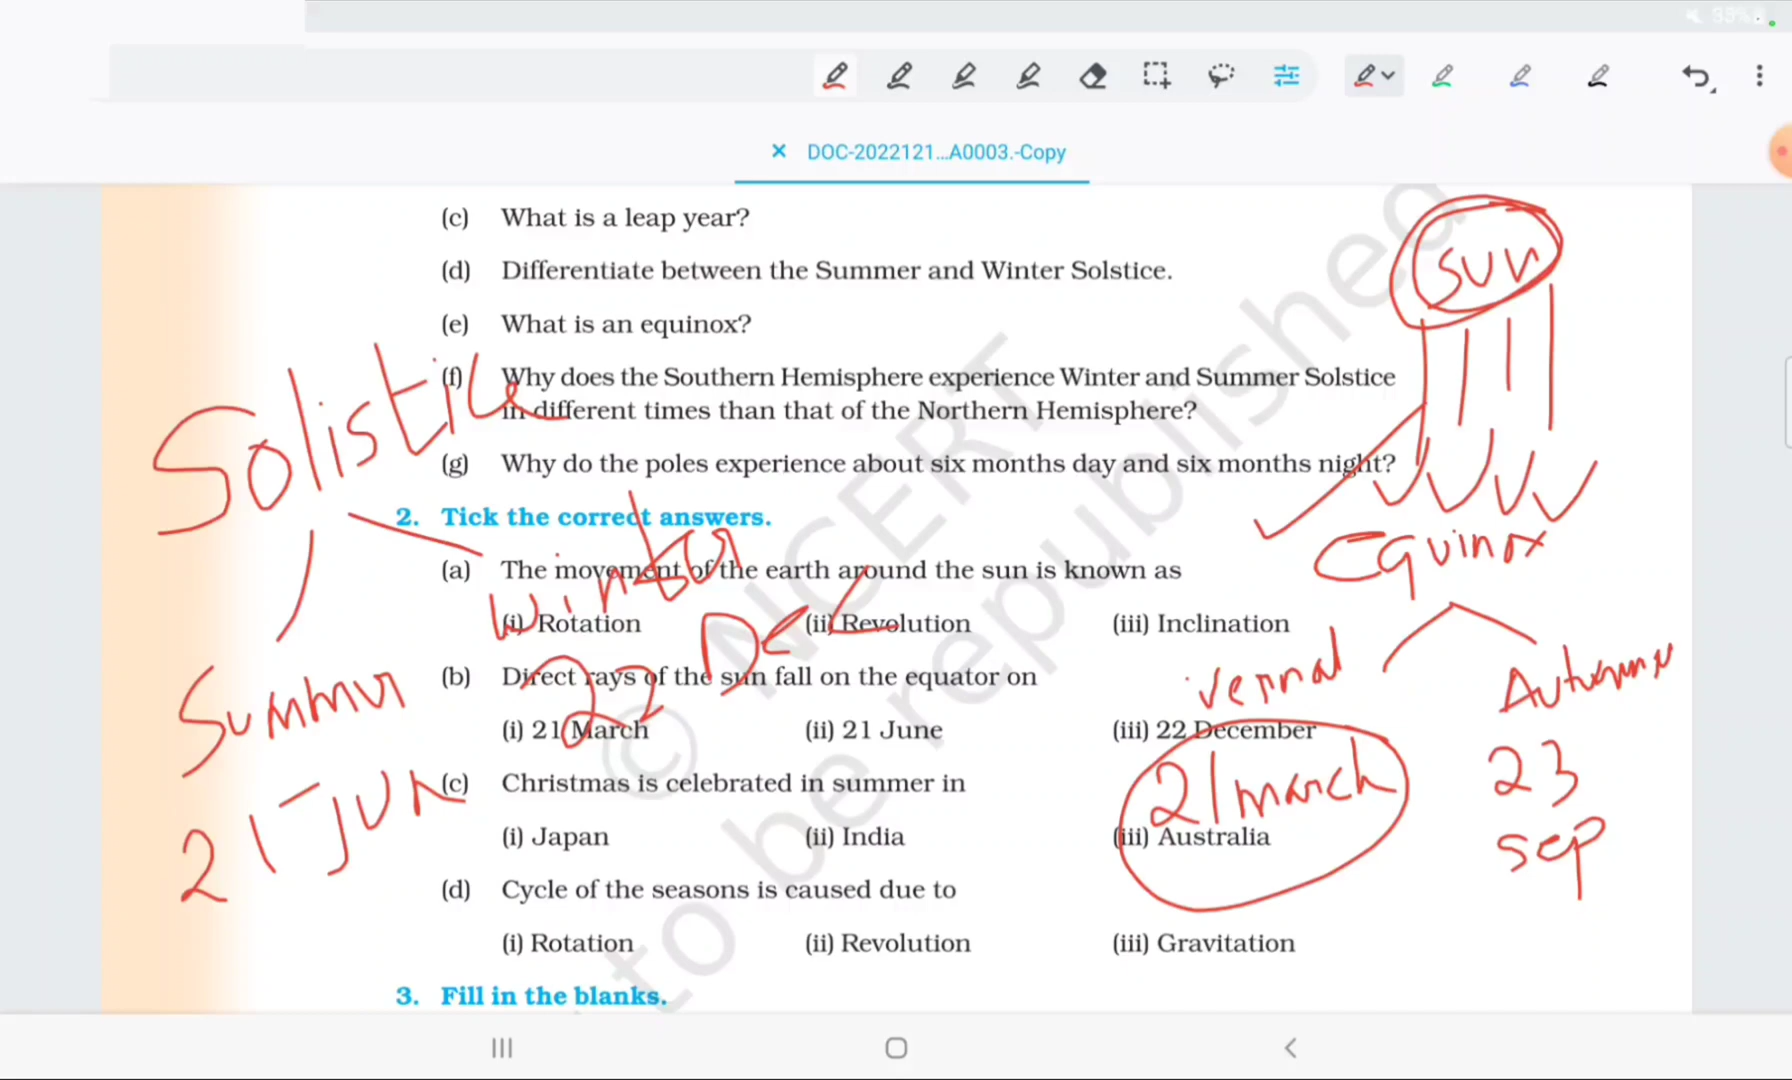 33%
× DOC-2022121...A0003.-Copy
(c) What is a leap year?
(d) Differentiate between the Summer and Winter Solstice.
(e) What is an equinox?
(f) Why does the Southern Hemisphere experience Winter and Summer Solstice
in different times than that of the Northern Hemisphere?
(g) Why do the poles experience about six months day and six months night?
2. Tick the correct answers.
(a) The movement of the earth around the sun is known as
(i) Rotation (ii) Revolution (iii) Inclination
(b) Direct rays of the sun fall on the equator on
(i) 21 March (ii) 21 June (iii) 22 December
(c) Christmas is celebrated in summer in
(i) Japan (ii) India (iii) Australia
(d) Cycle of the seasons is caused due to
(i) Rotation (ii) Revolution (iii) Gravitation
3. Fill in the blanks.
© NCERT
to be republished
sun
Equinox
vernal
21 march
23
sep
winter
22 Dec
21 Jun